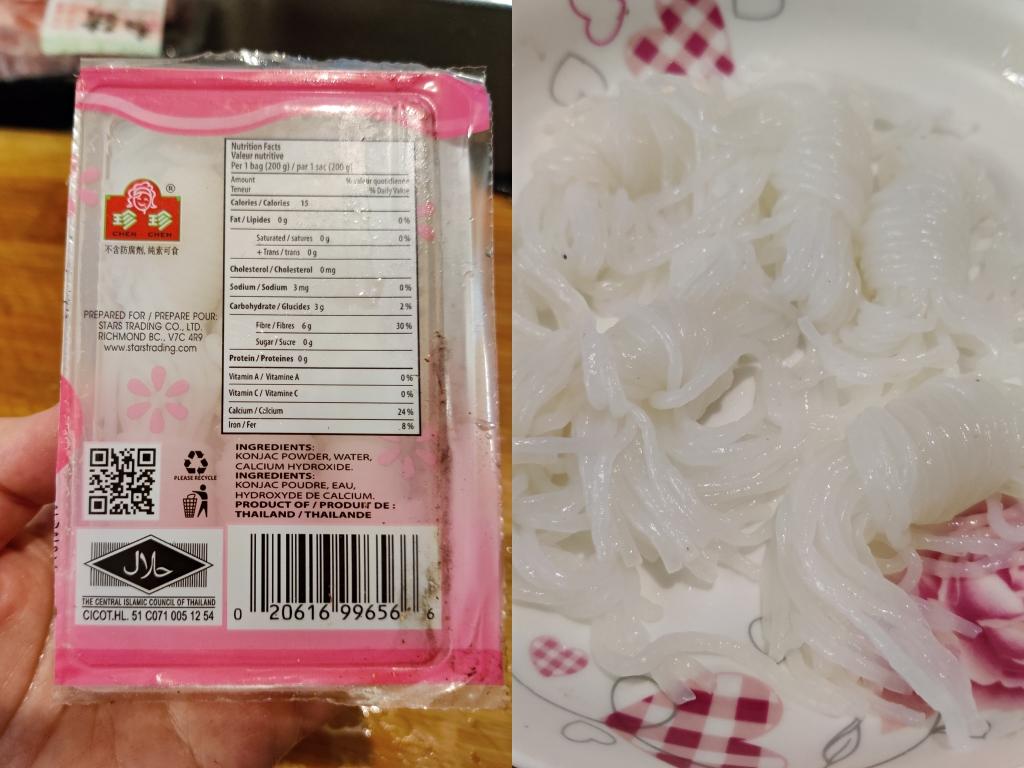 ®
珍 珍
CHEN CHEN
不含防腐劑,純素可食
PREPARED FOR / PREPARE POUR:
STARS TRADING CO., LTD.
RICHMOND BC., V7C 4R9
www.starstrading.com
Nutrition Facts
Valeur nutritive
Per 1 bag (200 g) / par 1 sac (200 g)
Amount % valeur quotidienne
Teneur % Daily Value
Calories / Calories 15
Fat / Lipides 0 g 0 %
Saturated / satures 0 g 0 %
+ Trans / trans 0 g
Cholesterol / Cholesterol 0 mg
Sodium / Sodium 3 mg 0 %
Carbohydrate / Glucides 3 g 2 %
Fibre / Fibres 6 g 30 %
Sugar / Sucre 0 g
Protein / Proteines 0 g
Vitamin A / Vitamine A 0 %
Vitamin C / Vitamine C 0 %
Calcium / Calcium 24 %
Iron / Fer 8 %
INGREDIENTS:
KONJAC POWDER, WATER,
CALCIUM HYDROXIDE.
INGREDIENTS:
KONJAC POUDRE, EAU,
HYDROXYDE DE CALCIUM.
PRODUCT OF / PRODUIT DE :
THAILAND / THAILANDE
PLEASE RECYCLE
حلال
THE CENTRAL ISLAMIC COUNCIL OF THAILAND
CICOT.HL. 51 C071 005 12 54
0 20616 99656 6